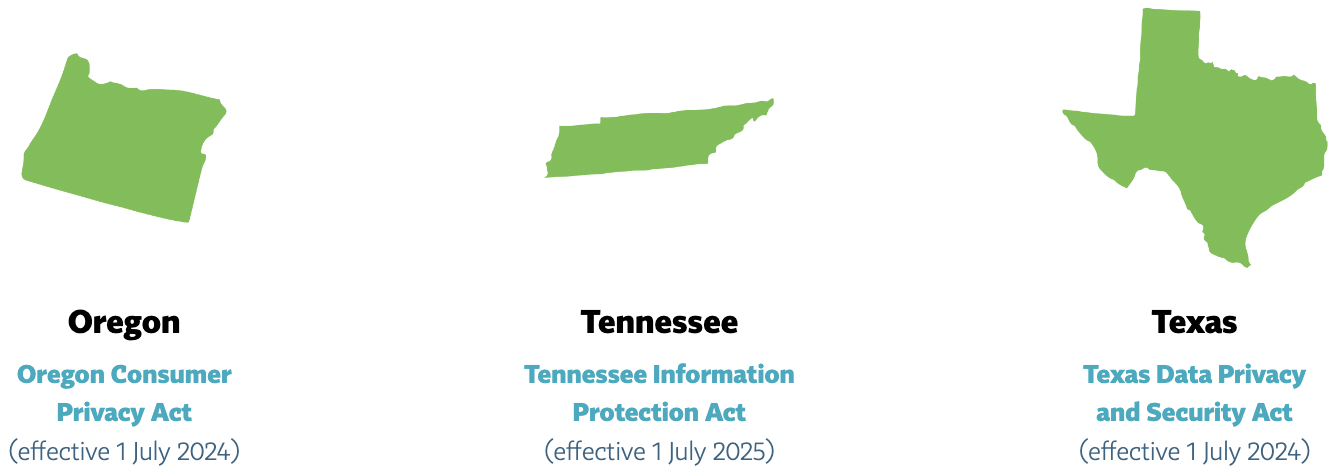 Oregon
Oregon Consumer
Privacy Act
(effective 1 July 2024)
Tennessee
Tennessee Information
Protection Act
(effective 1 July 2025)
Texas
Texas Data Privacy
and Security Act
(effective 1 July 2024)